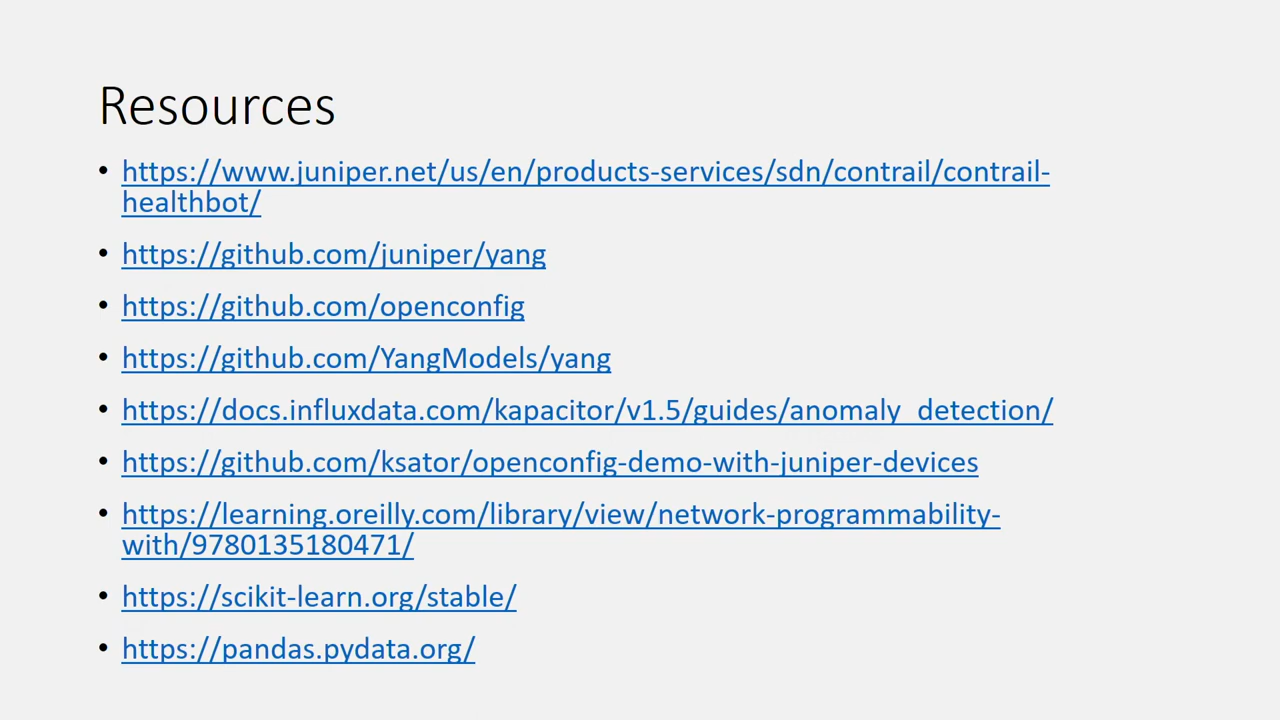 Resources
• https://www.juniper.net/us/en/products-services/sdn/contrail/contrail-
healthbot/
• https://github.com/juniper/yang
• https://github.com/openconfig
• https://github.com/YangModels/yang
• https://docs.influxdata.com/kapacitor/v1.5/guides/anomaly_detection/
• https://github.com/ksator/openconfig-demo-with-juniper-devices
• https://learning.oreilly.com/library/view/network-programmability-
with/9780135180471/
• https://scikit-learn.org/stable/
• https://pandas.pydata.org/